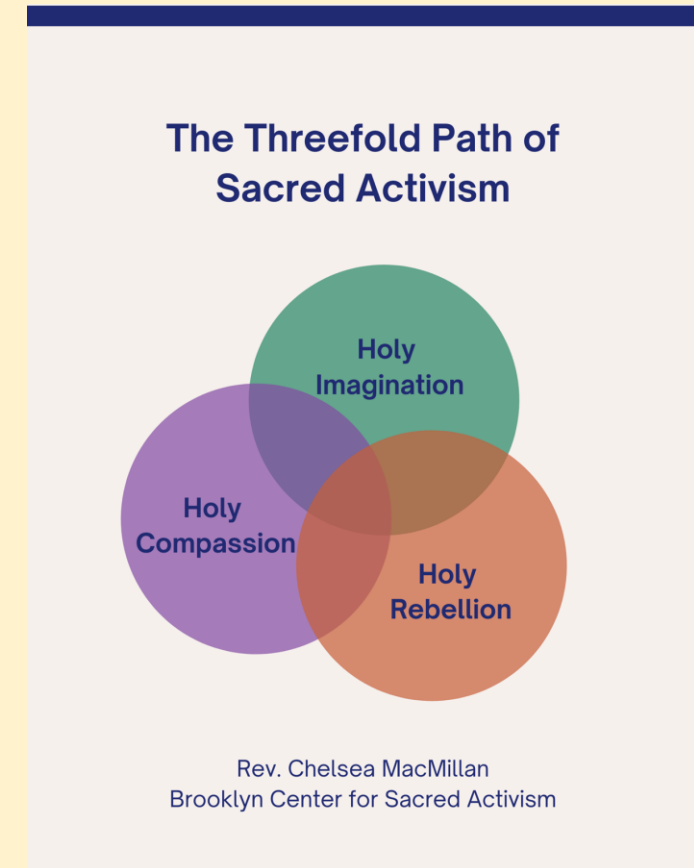 The Threefold Path of
Sacred Activism
Holy
Imagination
Holy
Compassion
Holy
Rebellion
Rev. Chelsea MacMillan
Brooklyn Center for Sacred Activism